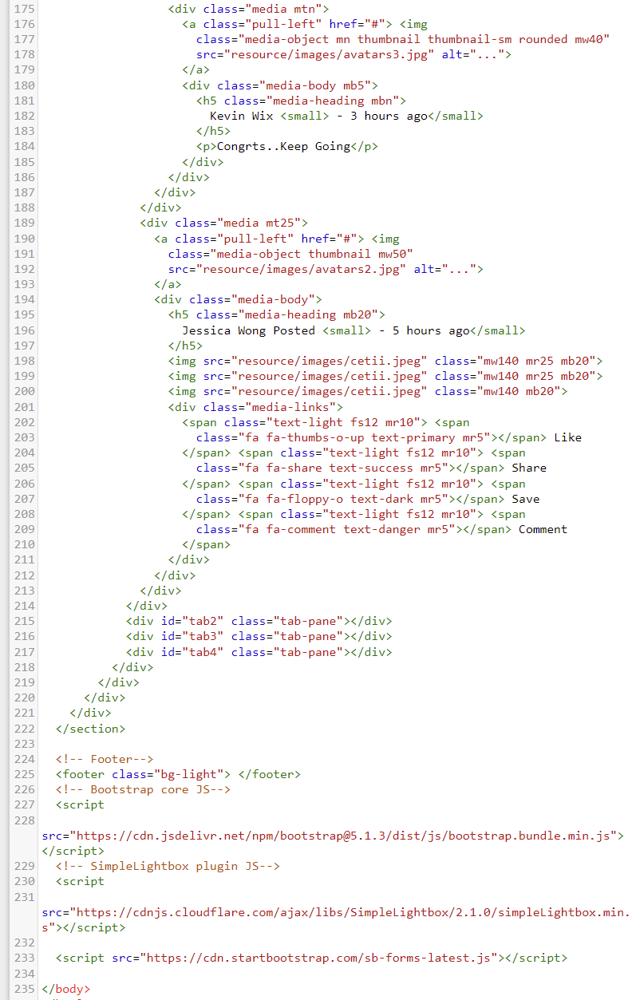 175 <div class="media mtn">
176 <a class="pull-left" href="#"> <img
177 class="media-object mn thumbnail thumbnail-sm rounded mw40"
178 src="resource/images/avatars3.jpg" alt="...">
179 </a>
180 <div class="media-body mb5">
181 <h5 class="media-heading mbn">
182 Kevin Wix <small> - 3 hours ago</small>
183 </h5>
184 <p>Congrts..Keep Going</p>
185 </div>
186 </div>
187 </div>
188 </div>
189 <div class="media mt25">
190 <a class="pull-left" href="#"> <img
191 class="media-object thumbnail mw50"
192 src="resource/images/avatars2.jpg" alt="...">
193 </a>
194 <div class="media-body">
195 <h5 class="media-heading mb20">
196 Jessica Wong Posted <small> - 5 hours ago</small>
197 </h5>
198 <img src="resource/images/cetii.jpeg" class="mw140 mr25 mb20">
199 <img src="resource/images/cetii.jpeg" class="mw140 mr25 mb20">
200 <img src="resource/images/cetii.jpeg" class="mw140 mb20">
201 <div class="media-links">
202 <span class="text-light fs12 mr10"> <span
203 class="fa fa-thumbs-o-up text-primary mr5"></span> Like
204 </span> <span class="text-light fs12 mr10"> <span
205 class="fa fa-share text-success mr5"></span> Share
206 </span> <span class="text-light fs12 mr10"> <span
207 class="fa fa-floppy-o text-dark mr5"></span> Save
208 </span> <span class="text-light fs12 mr10"> <span
209 class="fa fa-comment text-danger mr5"></span> Comment
210 </span>
211 </div>
212 </div>
213 </div>
214 </div>
215 <div id="tab2" class="tab-pane"></div>
216 <div id="tab3" class="tab-pane"></div>
217 <div id="tab4" class="tab-pane"></div>
218 </div>
219 </div>
220 </div>
221 </div>
222 </section>
223
224 <!-- Footer-->
225 <footer class="bg-light"> </footer>
226 <!-- Bootstrap core JS-->
227 <script
228
src="https://cdn.jsdelivr.net/npm/bootstrap@5.1.3/dist/js/bootstrap.bundle.min.js">
</script>
229 <!-- SimpleLightbox plugin JS-->
230 <script
231
src="https://cdnjs.cloudflare.com/ajax/libs/SimpleLightbox/2.1.0/simpleLightbox.min.
s"></script>
232
233 <script src="https://cdn.startbootstrap.com/sb-forms-latest.js"></script>
234
235 </body>